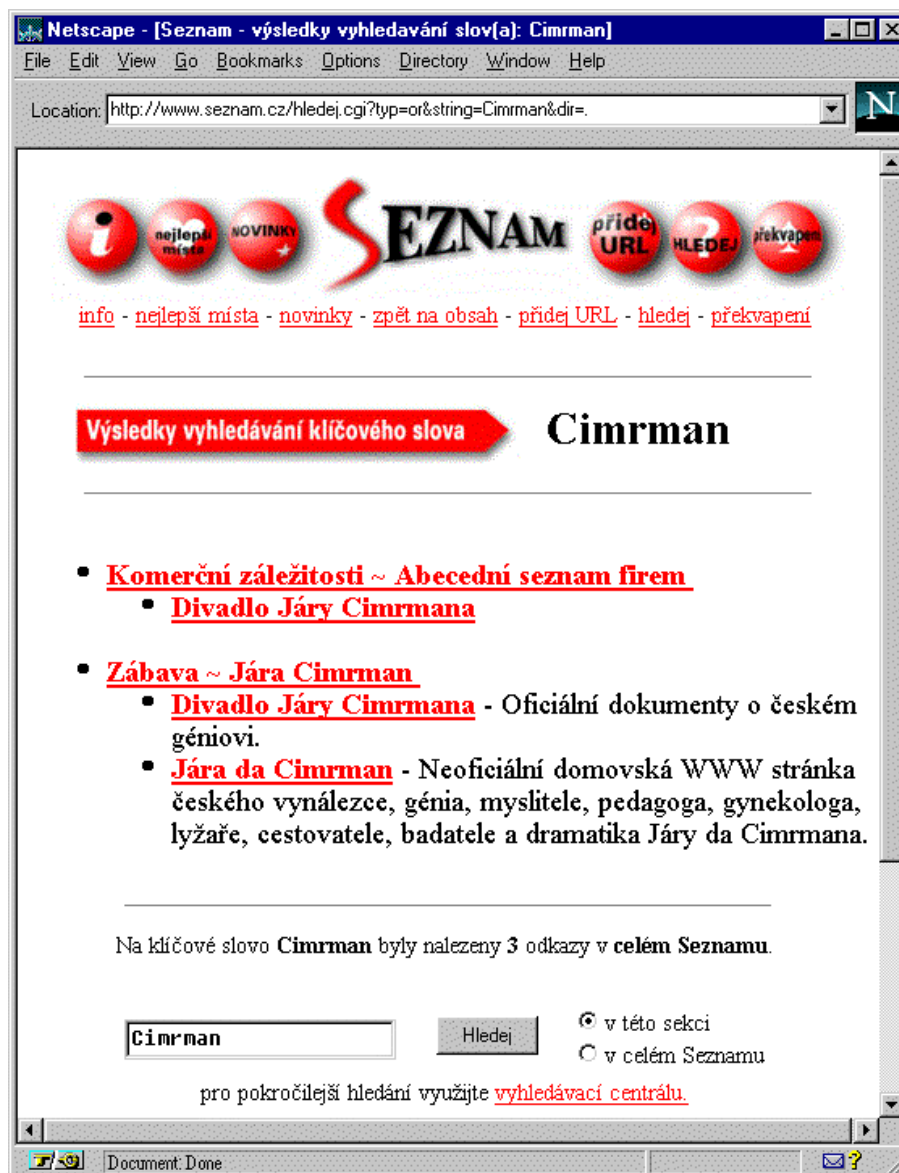 Netscape - [Seznam - výsledky vyhledavání slov(a): Cimrman]
File Edit View Go Bookmarks Options Directory Window Help
Location: http://www.seznam.cz/hledej.cgi?typ=or&string=Cimrman&dir=.
N
i nejlepší místa NOVINKY SEZNAM přidej URL HLEDEJ ? překvapení
info - nejlepší místa - novinky - zpět na obsah - přidej URL - hledej - překvapení
Výsledky vyhledávání klíčového slova Cimrman
Komerční záležitosti ~ Abecední seznam firem
Divadlo Járy Cimrmana
Zábava ~ Jára Cimrman
Divadlo Járy Cimrmana - Oficiální dokumenty o českém
géniovi.
Jára da Cimrman - Neoficiální domovská WWW stránka
českého vynálezce, génia, myslitele, pedagoga, gynekologa,
lyžaře, cestovatele, badatele a dramatika Járy da Cimrmana.
Na klíčové slovo Cimrman byly nalezeny 3 odkazy v celém Seznamu.
Cimrman Hledej v této sekci
v celém Seznamu
pro pokročilejší hledání využijte vyhledávací centrálu.
Document: Done ?